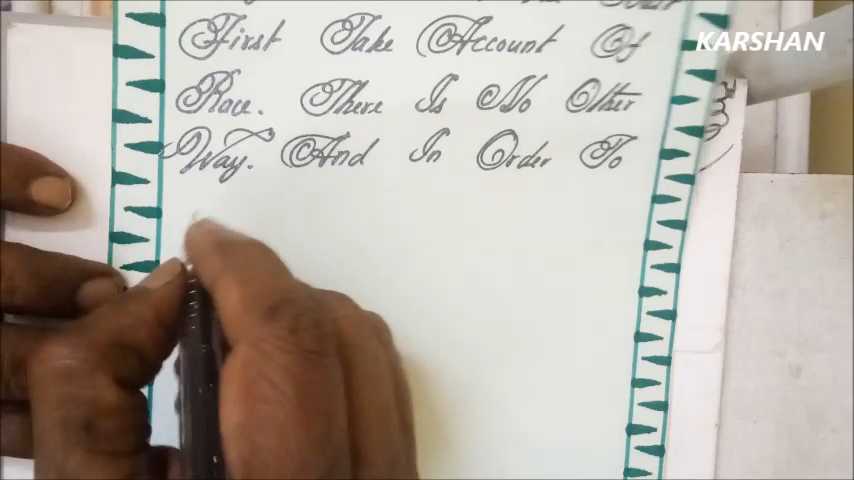 First Take Account Of
KARSHAN
Race. There Is No Other
Way. And In Order To